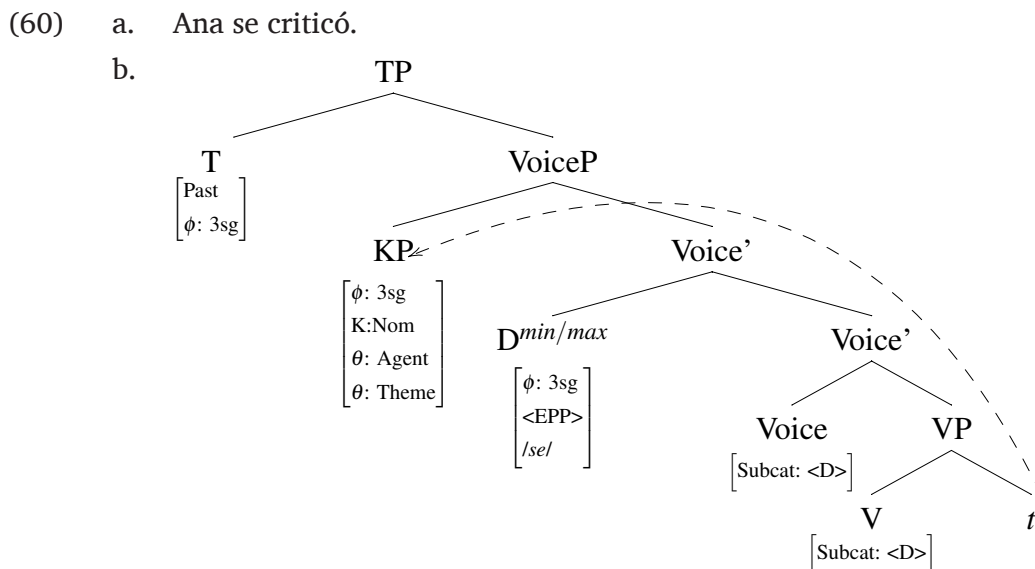 (60) a. Ana se criticó.
b.
TP
T VoiceP
Past
ϕ: 3sg
KP Voice’
ϕ: 3sg
K:Nom
θ: Agent
θ: Theme
D^min/max Voice’
ϕ: 3sg
<EPP>
/se/
Voice VP
[Subcat: <D>]
V t
[Subcat: <D>]